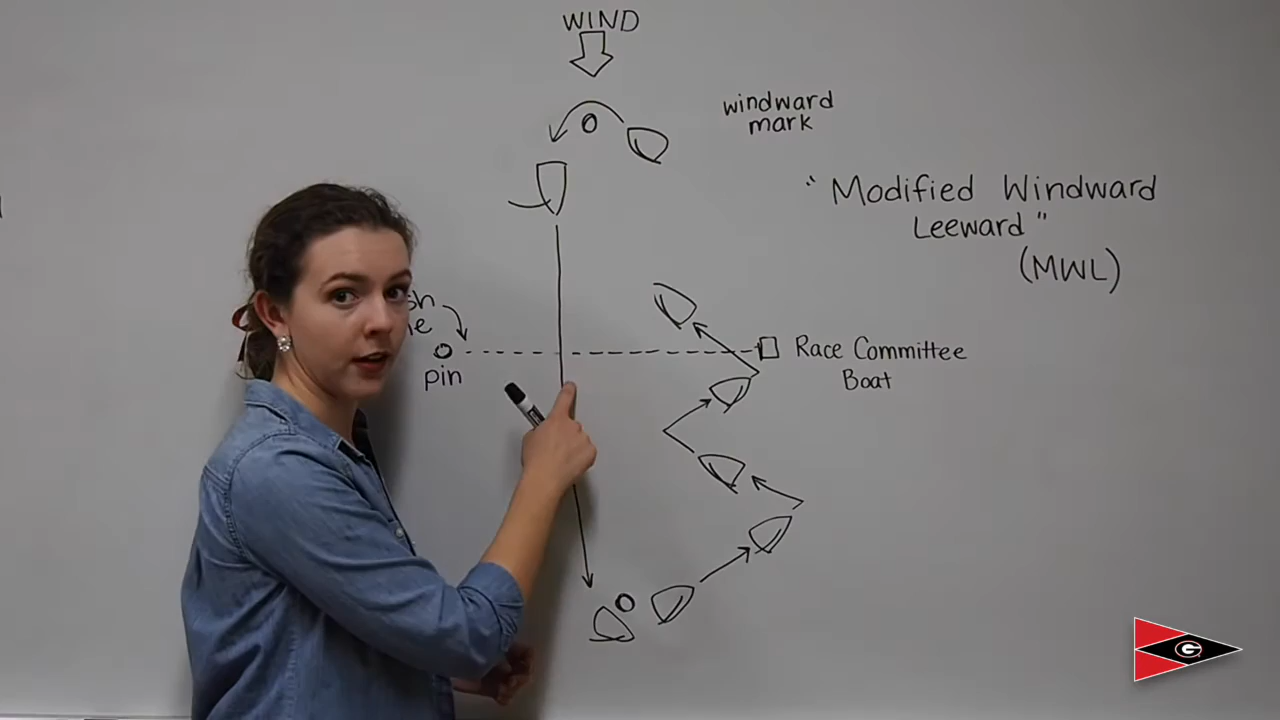 WIND
windward
mark
"Modified Windward
Leeward"
(MWL)
pin
Race Committee
Boat
G